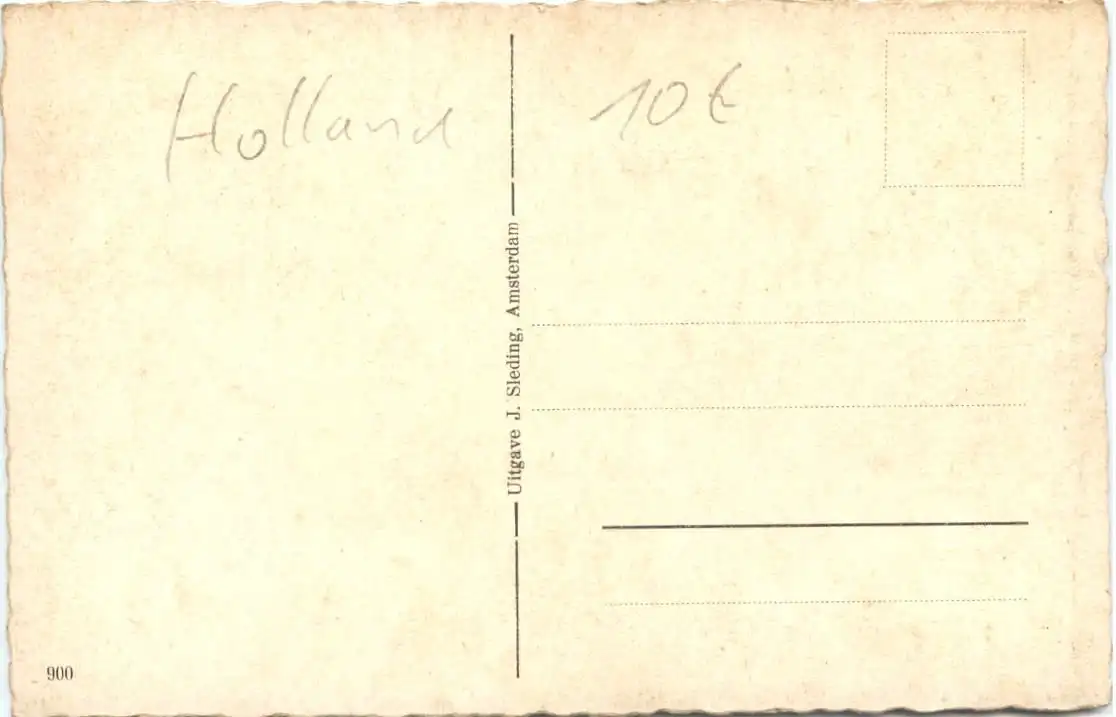 Holland
10 €
Uitgave J. Sleding, Amsterdam
900